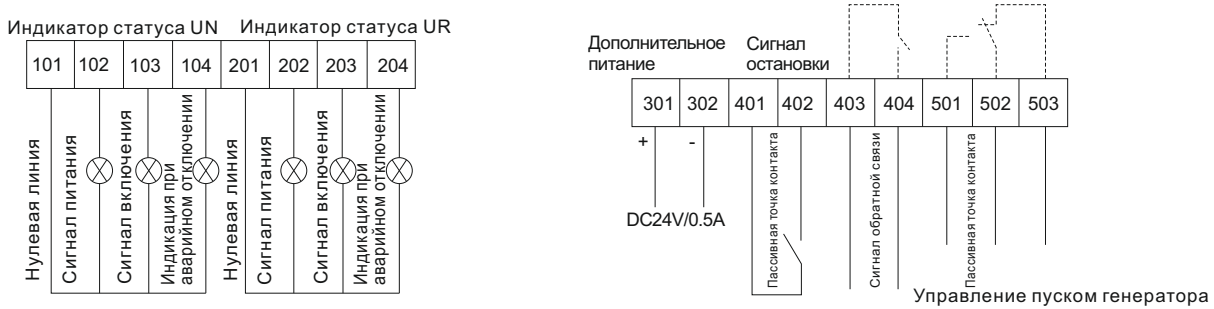 Индикатор статуса UN
Индикатор статуса UR
101 102 103 104 201 202 203 204
Нулевая линия
Сигнал питания
Сигнал включения
Индикация при
аварийном отключении
Нулевая линия
Сигнал питания
Сигнал включения
Индикация при
аварийном отключении
Дополнительное
питание
Сигнал
остановки
301 302 401 402 403 404 501 502 503
+ -
DC24V/0.5A
Пассивная точка контакта
Сигнал обратной связи
Пассивная точка контакта
Управление пуском генератора